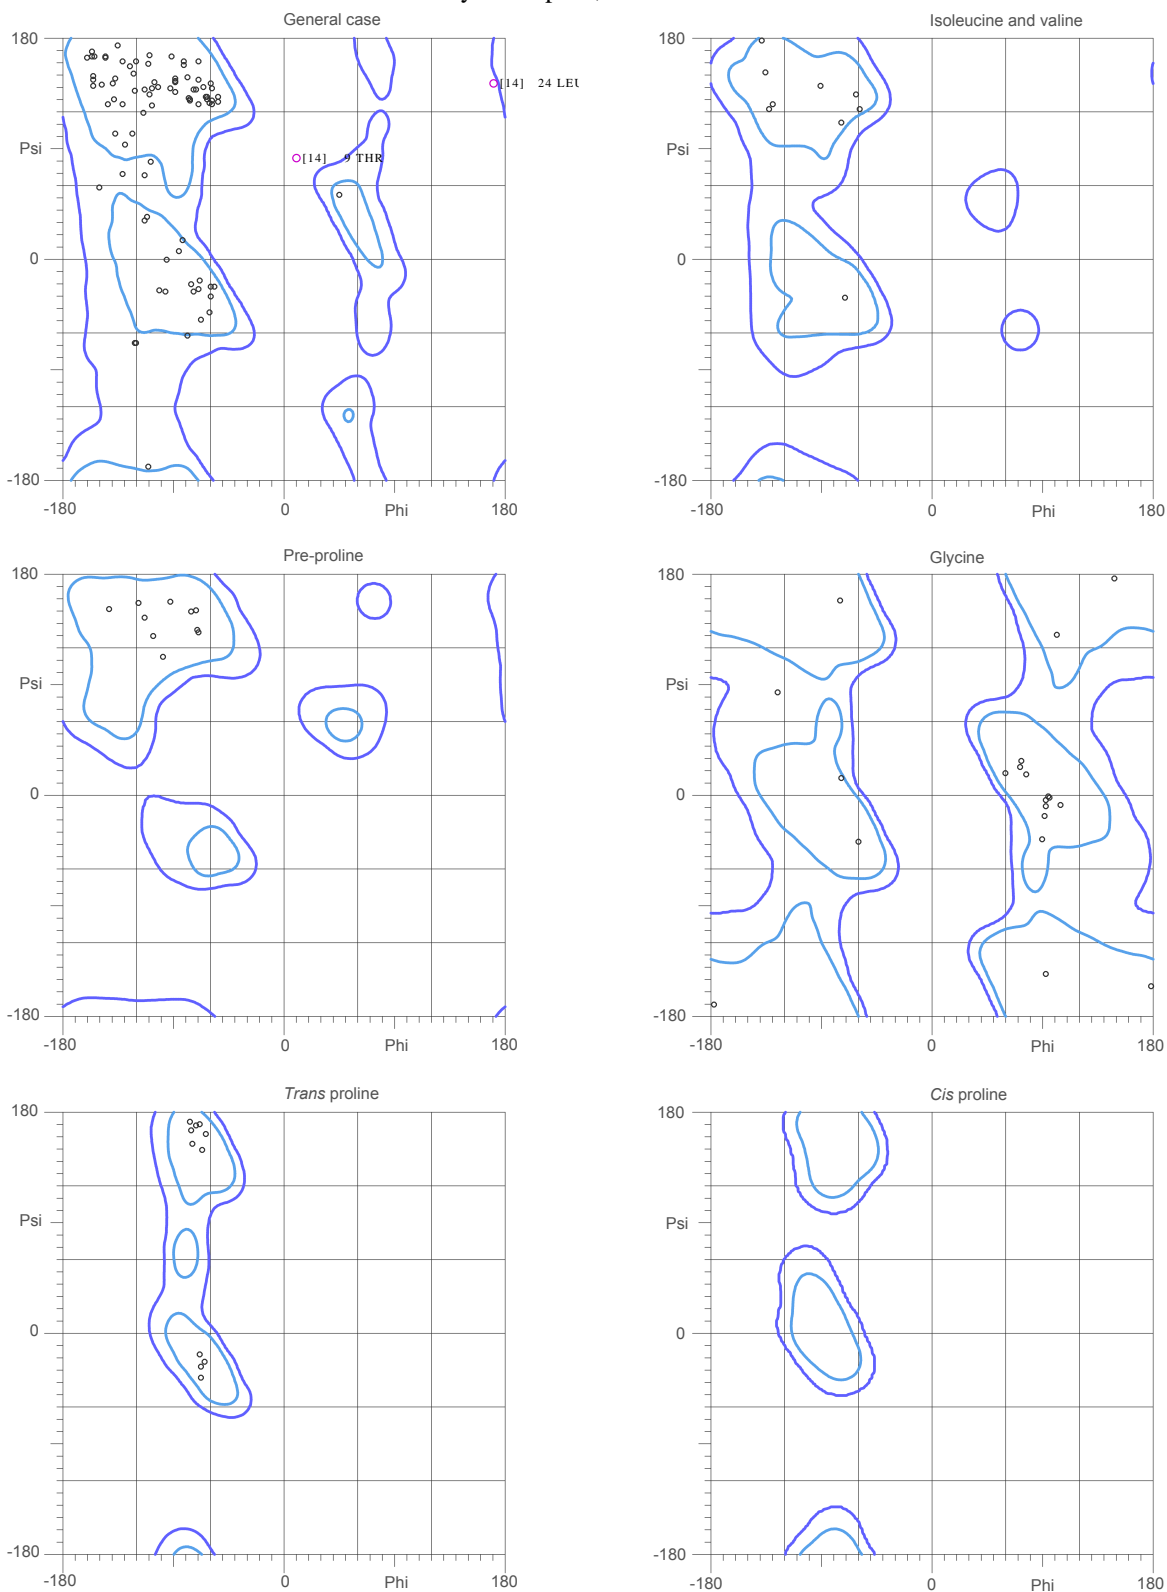 General case
180
Psi
0
-180
-180 0 Phi 180
[14] 24 LEU
[14] 9 THR
Isoleucine and valine
180
Psi
0
-180
-180 0 Phi 180
Pre-proline
180
Psi
0
-180
-180 0 Phi 180
Glycine
180
Psi
0
-180
-180 0 Phi 180
Trans proline
180
Psi
0
-180
-180 0 Phi 180
Cis proline
180
Psi
0
-180
-180 0 Phi 180